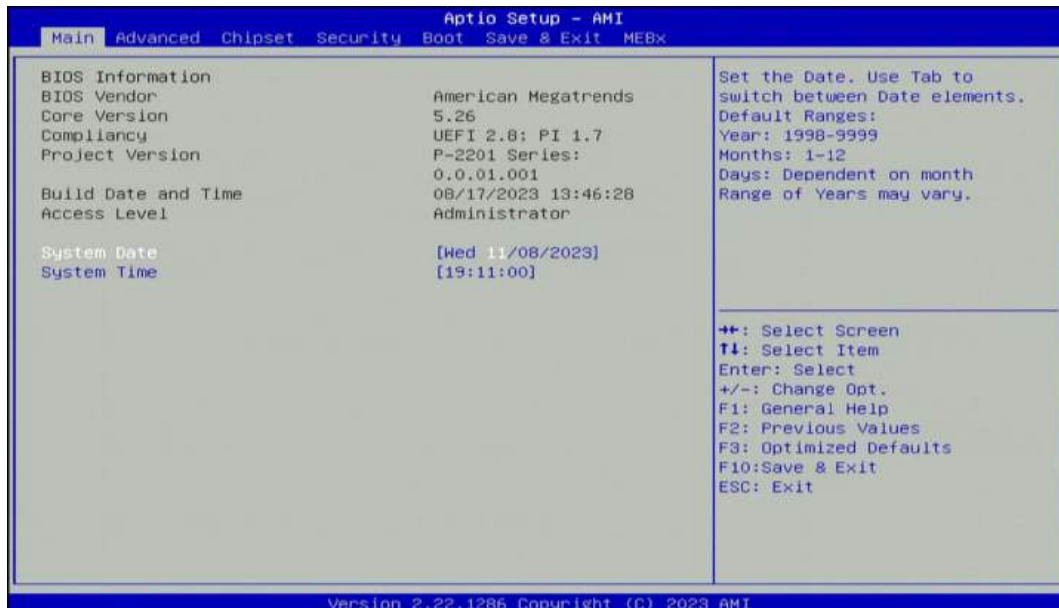 Aptio Setup – AMI
Main Advanced Chipset Security Boot Save & Exit MEBx
BIOS Information
BIOS Vendor American Megatrends
Core Version 5.26
Compliancy UEFI 2.8; PI 1.7
Project Version P-2201 Series:
0.0.01.001
Build Date and Time 08/17/2023 13:46:28
Access Level Administrator
System Date [Wed 11/08/2023]
System Time [19:11:00]
Set the Date. Use Tab to
switch between Date elements.
Default Ranges:
Year: 1998-9999
Months: 1-12
Days: Dependent on month
Range of Years may vary.
→←: Select Screen
↑↓: Select Item
Enter: Select
+/-: Change Opt.
F1: General Help
F2: Previous Values
F3: Optimized Defaults
F10:Save & Exit
ESC: Exit
Version 2.22.1286 Copyright (C) 2023 AMI